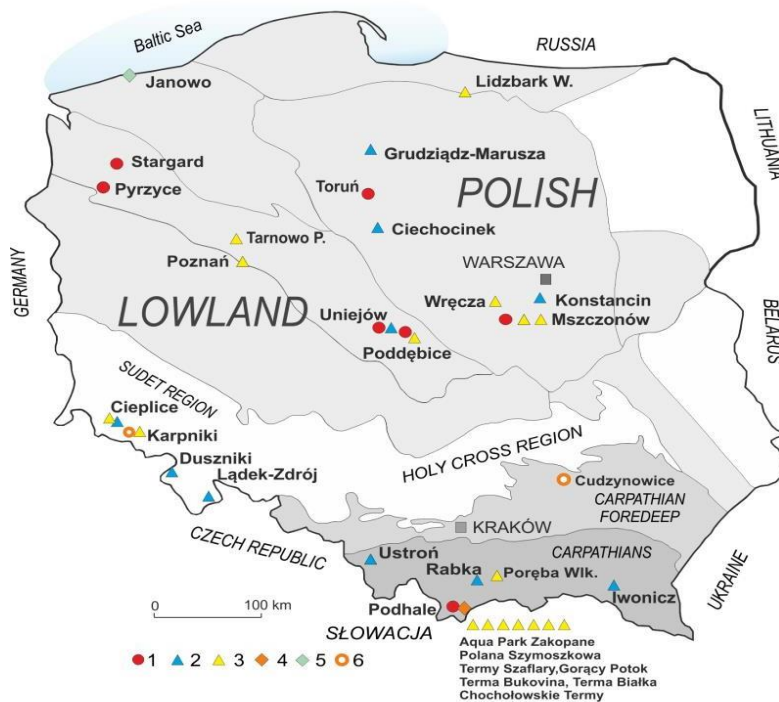 Baltic Sea
RUSSIA
Janowo
Lidzbark W.
LITHUANIA
Stargard
Grudziądz-Marusza
Pyrzyce
Toruń
POLISH
Ciechocinek
Tarnowo P.
Poznań
WARSZAWA
GERMANY
LOWLAND
Wręcza
Konstancin
Uniejów
Mszczonów
BELARUS
Poddębice
SUDET REGION
Cieplice
Karpniki
Duszniki
HOLY CROSS REGION
Lądek-Zdrój
Cudzynowice
CARPATHIAN
FOREDEEP
KRAKÓW
CZECH REPUBLIC
Ustroń
CARPATHIANS
Rabka
Poręba Wlk.
Iwonicz
UKRAINE
0 100 km
Podhale
SŁOWACJA
1 2 3 4 5 6
Aqua Park Zakopane
Polana Szymoszkowa
Termy Szaflary,Gorący Potok
Terma Bukovina, Terma Białka
Chochołowskie Termy